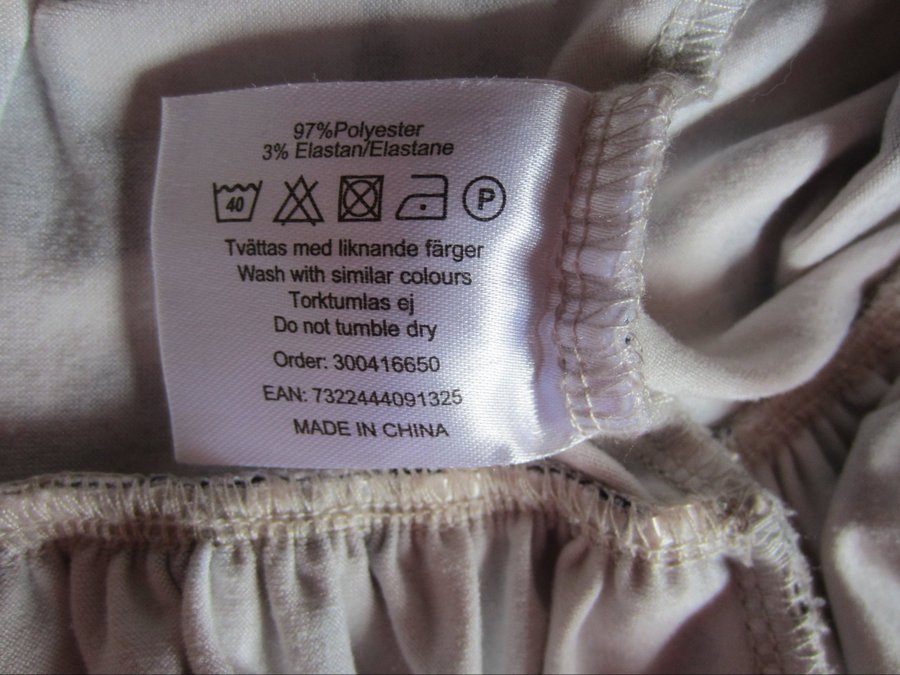 97%Polyester
3% Elastan/Elastane
40 P
Tvättas med liknande färger
Wash with similar colours
Torktumlas ej
Do not tumble dry
Order: 300416650
EAN: 7322444091325
MADE IN CHINA